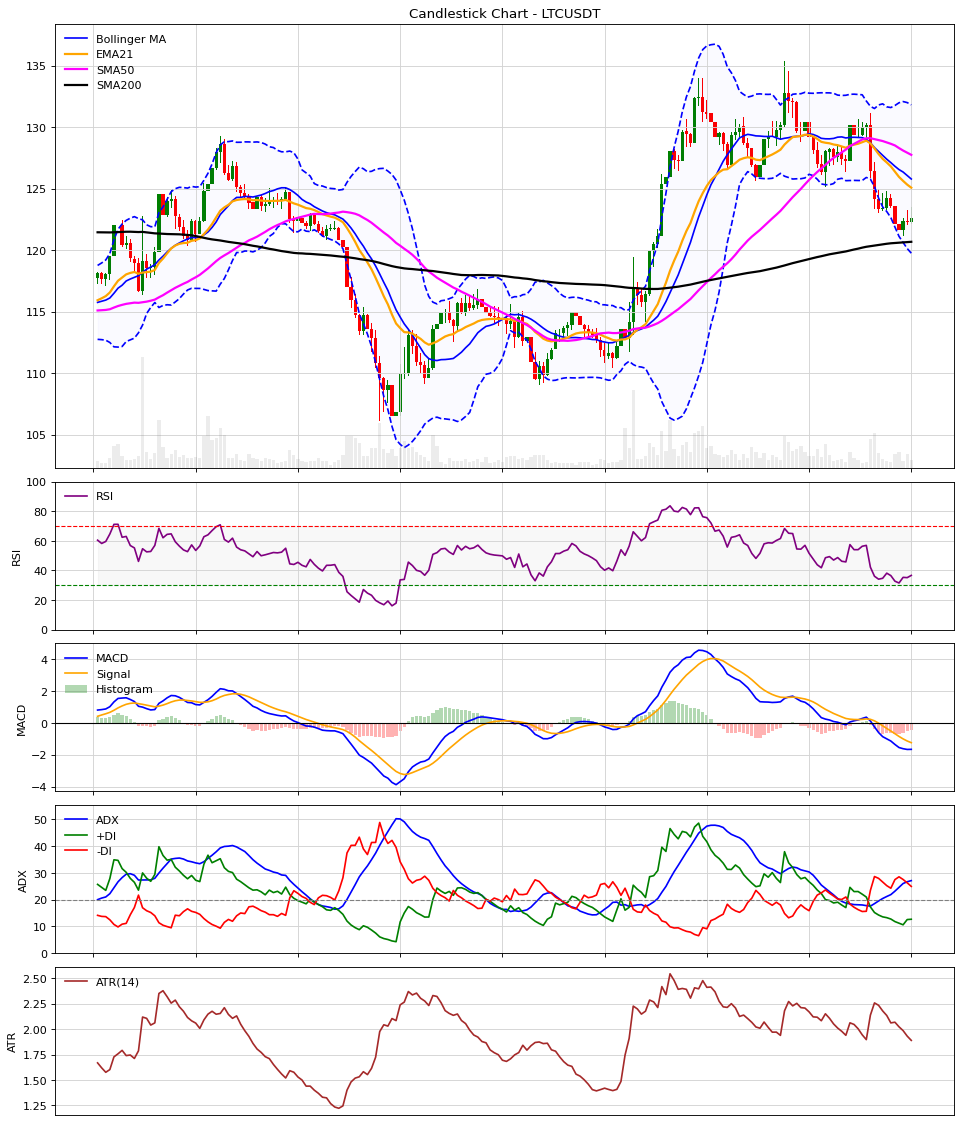 Candlestick Chart - LTCUSDT
Bollinger MA
EMA21
SMA50
SMA200
135
130
125
120
115
110
105
RSI
RSI
100
80
60
40
20
0
MACD
Signal
Histogram
MACD
4
2
0
−2
−4
ADX
+DI
-DI
ADX
50
40
30
20
10
0
ATR(14)
ATR
2.50
2.25
2.00
1.75
1.50
1.25